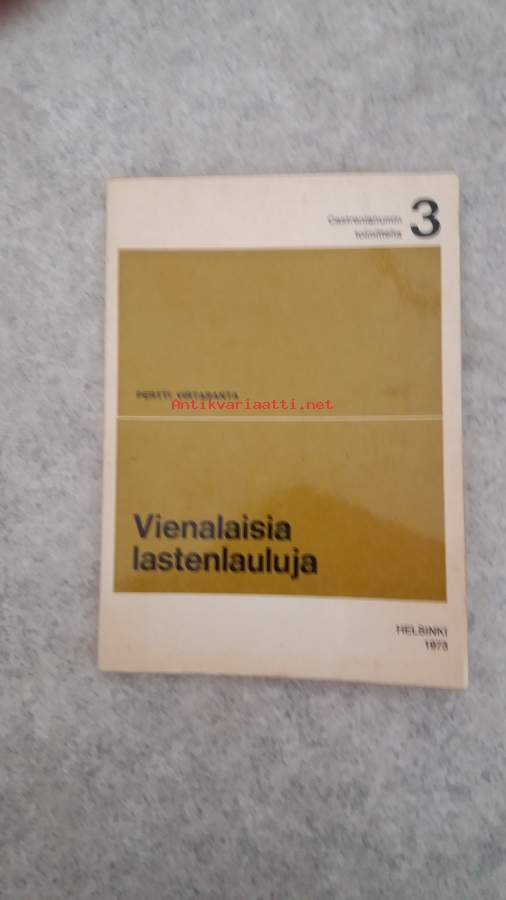 Castrenianumin 3
toimitteita
PERTTI VIRTARANTA
Antikvariaatti.net
Vienalaisia
lastenlauluja
HELSINKI
1973